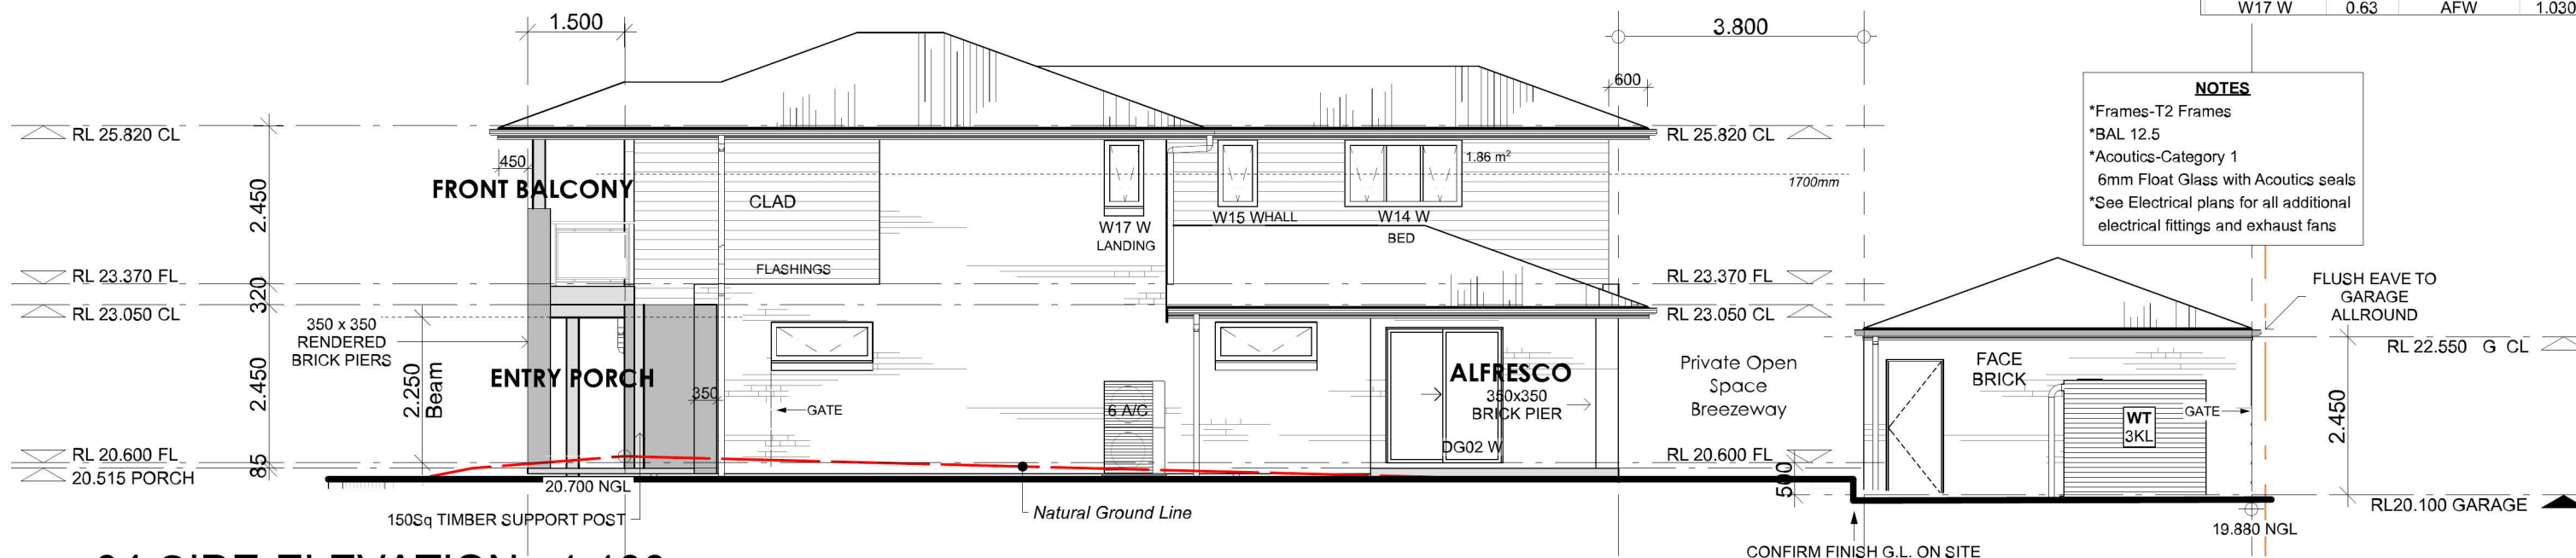 W17 W 0.63 AFW 1.030
1.500
3.800
600
NOTES
*Frames-T2 Frames
*BAL 12.5
*Acoutics-Category 1
6mm Float Glass with Acoutics seals
*See Electrical plans for all additional
electrical fittings and exhaust fans
RL 25.820 CL
RL 25.820 CL
450
1.86 m²
1700mm
FRONT BALCONY
CLAD
2.450
W17 W
LANDING
W15 W
HALL
W14 W
BED
FLASHINGS
RL 23.370 FL
RL 23.370 FL
320
RL 23.050 CL
RL 23.050 CL
FLUSH EAVE TO
GARAGE
ALLROUND
350 x 350
RENDERED
BRICK PIERS
RL 22.550 G CL
2.450
2.250
Beam
ENTRY PORCH
350
GATE
6 A/C
ALFRESCO
350x350
BRICK PIER
DG02 W
Private Open
Space
Breezeway
FACE
BRICK
WT
3KL
GATE
2.450
RL 20.600 FL
RL 20.600 FL
85
20.515 PORCH
500
20.700 NGL
150Sq TIMBER SUPPORT POST
Natural Ground Line
RL20.100 GARAGE
19.880 NGL
CONFIRM FINISH G.L. ON SITE